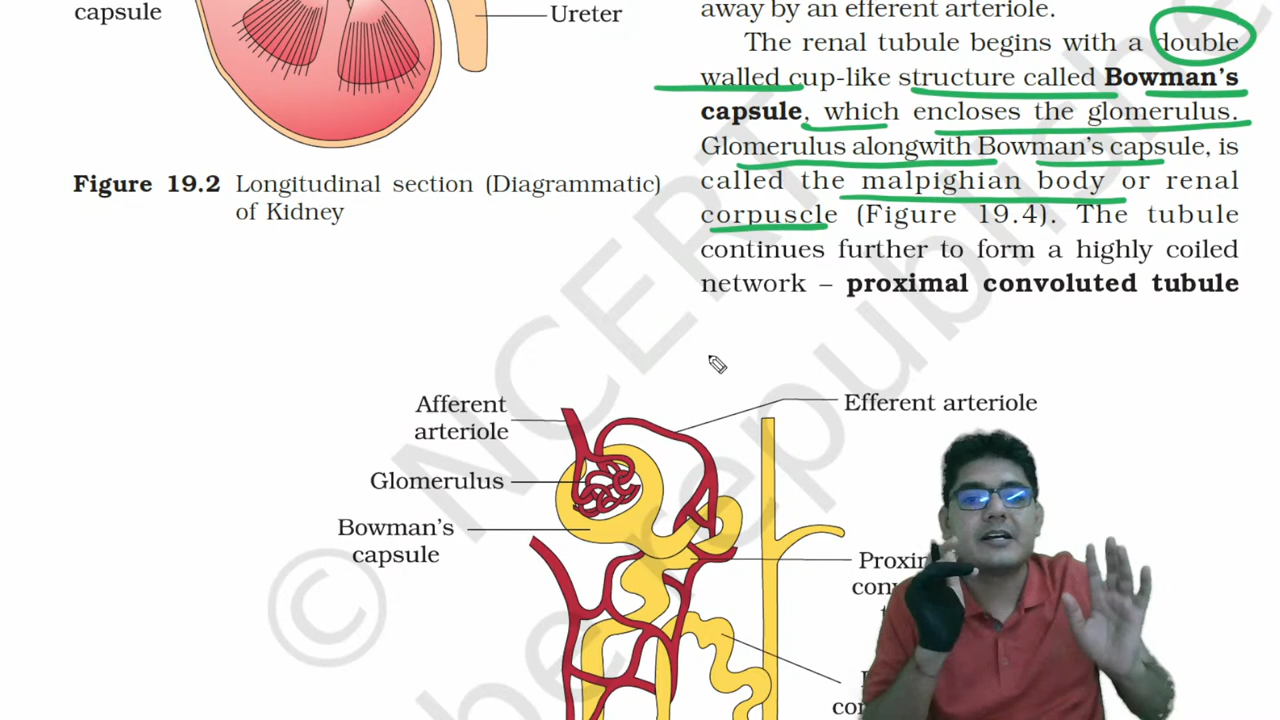 capsule
Ureter
Figure 19.2 Longitudinal section (Diagrammatic)
of Kidney
away by an efferent arteriole.
The renal tubule begins with a double
walled cup-like structure called Bowman's
capsule, which encloses the glomerulus.
Glomerulus alongwith Bowman's capsule, is
called the malpighian body or renal
corpuscle (Figure 19.4). The tubule
continues further to form a highly coiled
network – proximal convoluted tubule
Afferent
arteriole
Efferent arteriole
Glomerulus
Bowman's
capsule
© NCERT
be republishe